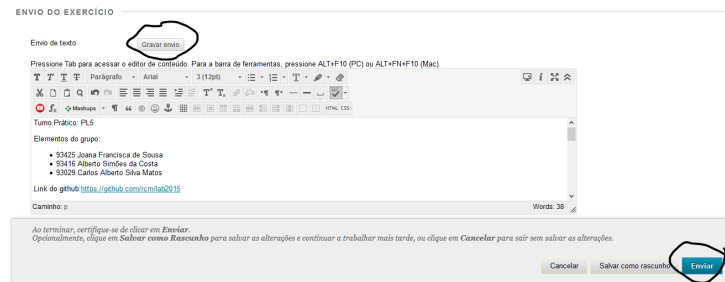 ENVIO DO EXERCÍCIO
Envio de texto
Gravar envio
Pressione Tab para acessar o editor de conteúdo. Para a barra de ferramentas, pressione ALT+F10 (PC) ou ALT+FN+F10 (Mac).
T T T T Parágrafo Arial 3 (12pt) T
T T
fx Mashups ¶ HTML CSS
Turno Prático: PL5
Elementos do grupo:
93425 Joana Francisca de Sousa
93416 Alberto Simões da Costa
93029 Carlos Alberto Silva Matos
Link do github:https://github.com/rcm/lab2015
Caminho: p Words: 38
Ao terminar, certifique-se de clicar em Enviar.
Opcionalmente, clique em Salvar como Rascunho para salvar as alterações e continuar a trabalhar mais tarde, ou clique em Cancelar para sair sem salvar as alterações.
Cancelar Salvar como rascunho Enviar